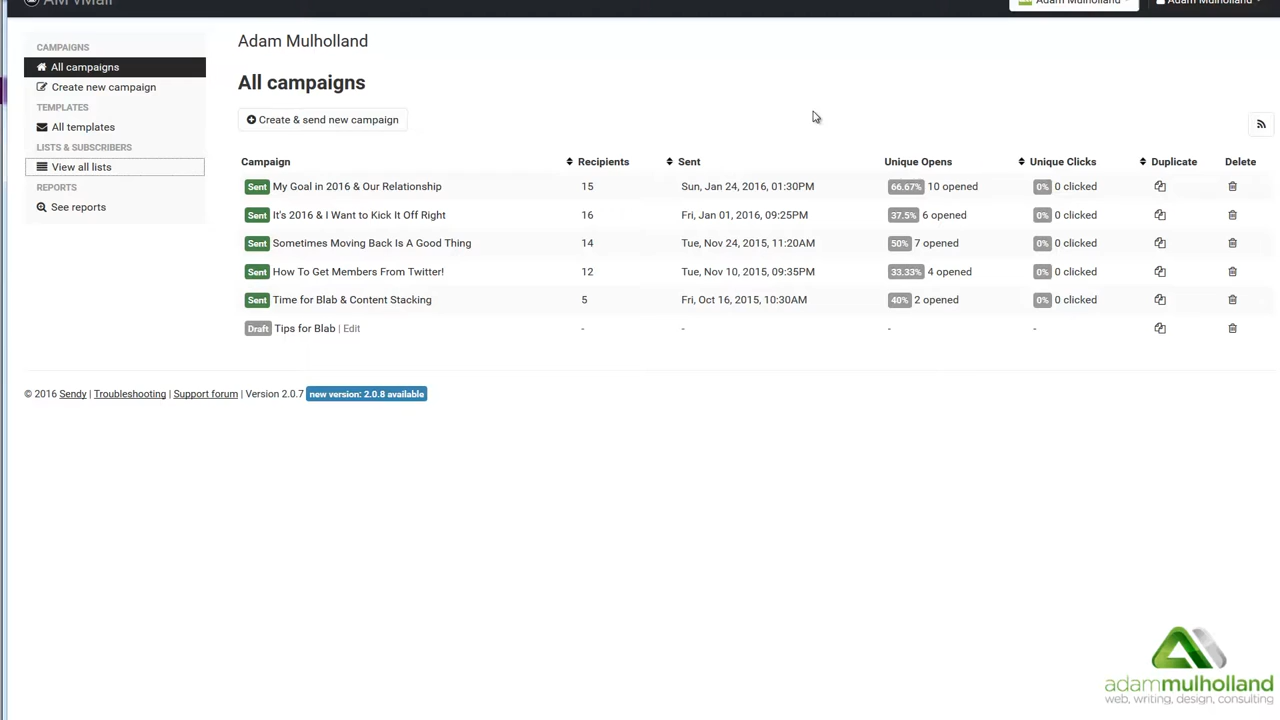 AM vMail
Adam Mulholland
Adam Mulholland
CAMPAIGNS
All campaigns
Create new campaign
TEMPLATES
All templates
LISTS & SUBSCRIBERS
View all lists
REPORTS
See reports
Adam Mulholland
All campaigns
Create & send new campaign
Campaign Recipients Sent Unique Opens Unique Clicks Duplicate Delete
Sent My Goal in 2016 & Our Relationship 15 Sun, Jan 24, 2016, 01:30PM 66.67% 10 opened 0% 0 clicked
Sent It's 2016 & I Want to Kick It Off Right 16 Fri, Jan 01, 2016, 09:25PM 37.5% 6 opened 0% 0 clicked
Sent Sometimes Moving Back Is A Good Thing 14 Tue, Nov 24, 2015, 11:20AM 50% 7 opened 0% 0 clicked
Sent How To Get Members From Twitter! 12 Tue, Nov 10, 2015, 09:35PM 33.33% 4 opened 0% 0 clicked
Sent Time for Blab & Content Stacking 5 Fri, Oct 16, 2015, 10:30AM 40% 2 opened 0% 0 clicked
Draft Tips for Blab | Edit - - - -
© 2016 Sendy | Troubleshooting | Support forum | Version 2.0.7 new version: 2.0.8 available
adammulholland
web, writing, design, consulting